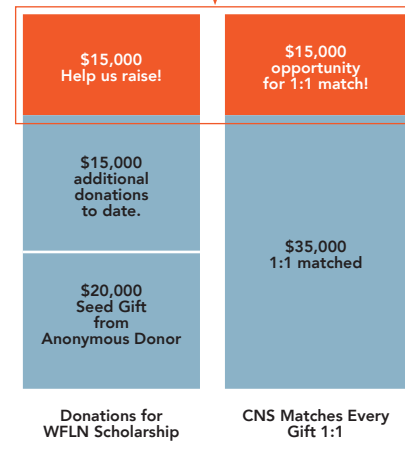 $15,000
Help us raise!
$15,000
opportunity
for 1:1 match!
$15,000
additional
donations
to date.
$20,000
Seed Gift
from
Anonymous Donor
$35,000
1:1 matched
Donations for
WFLN Scholarship
CNS Matches Every
Gift 1:1